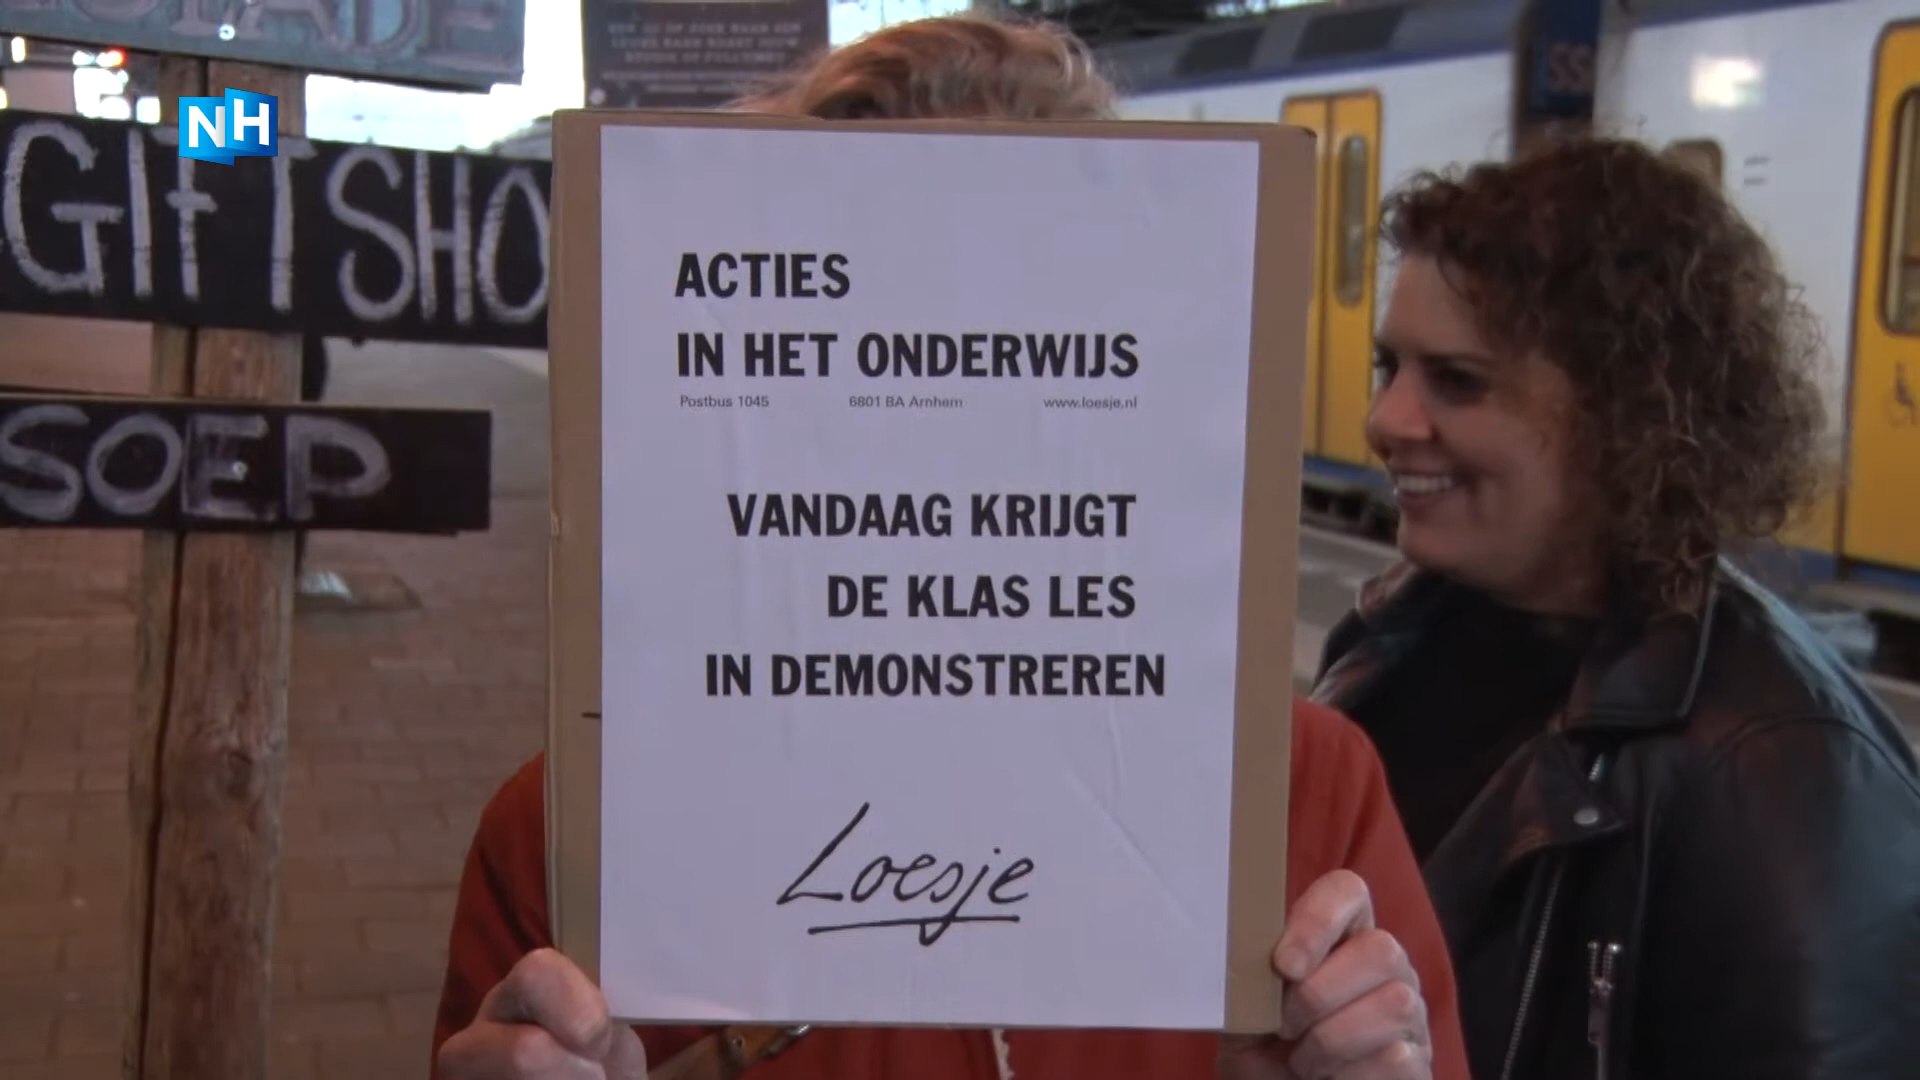 NH
GIFTSHO
SOEP
ACTIES
IN HET ONDERWIJS
Postbus 1045 6801 BA Arnhem www.loesje.nl
VANDAAG KRIJGT
DE KLAS LES
IN DEMONSTREREN
Loesje